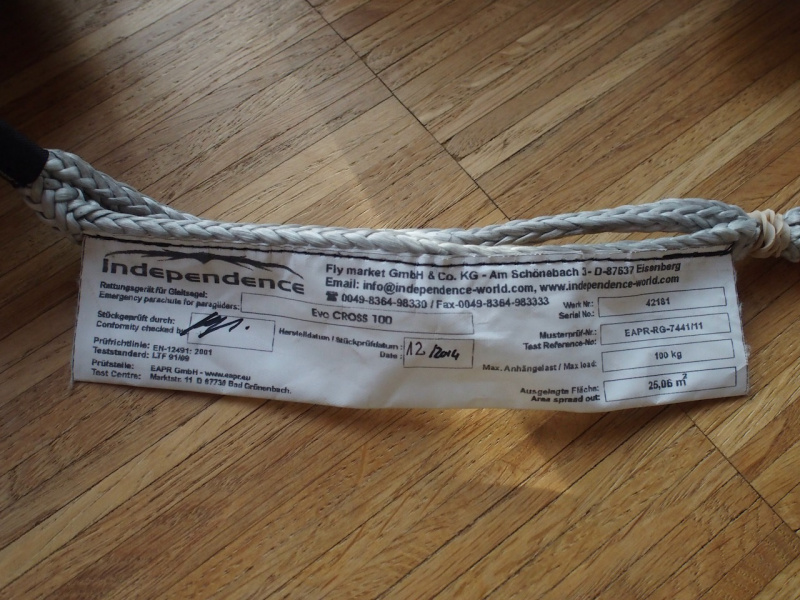 independence
Fly market GmbH & Co. KG - Am Schönebach 3- D-87637 Eisenberg
Email: info@independence-world.com, www.independence-world.com
☎ 0049-8364-98339 / Fax-0049-8364-983333
Rettungsgerät für Gleitsegel:
Emergency parachute for paragliders:
Evo CROSS 100
Werk Nr.:
Serial No.:
42181
Stückgeprüft durch:
Conformity checked by
Herstelldatum / Stückprüfdatum:
Date:
12/2014
Musterprüf-Nr:
Test Reference-No:
EAPR-RG-7441/11
Prüfrichtlinie: EN-12491: 2001
Teststandard: LTF 91/09
Max. Anhängelast / Max load:
100 kg
Prüfstelle: EAPR GmbH - www.eapr.eu
Test Centre: Marktstr. 11 D 87730 Bad Grönenbach.
Ausgelegte Fläche:
Area spread out:
25,06 m²